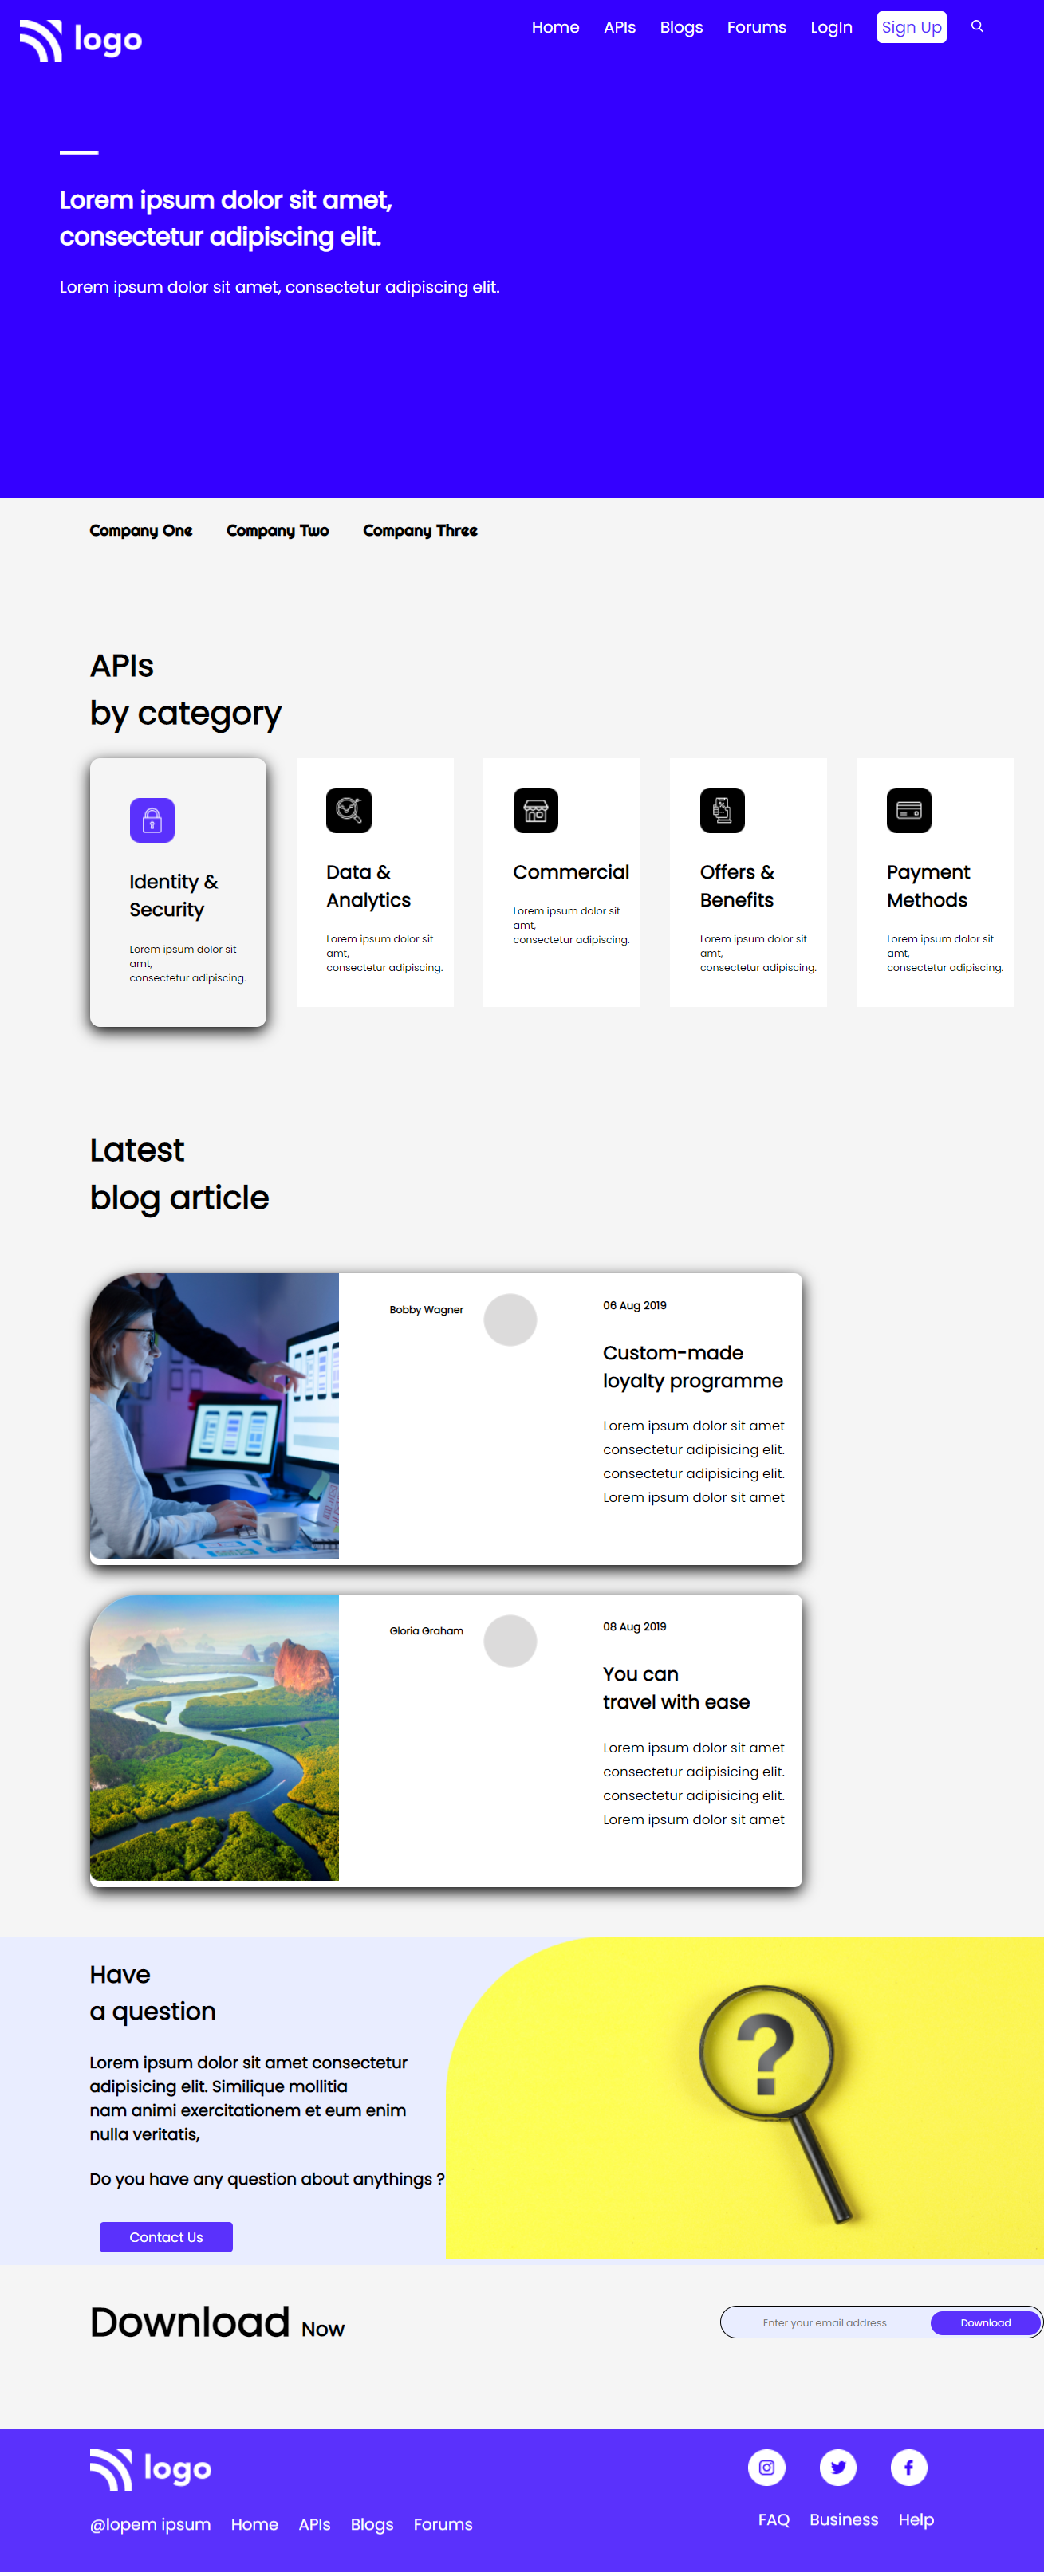 logo
Home APIs Blogs Forums LogIn Sign Up
Lorem ipsum dolor sit amet,
consectetur adipiscing elit.
Lorem ipsum dolor sit amet, consectetur adipiscing elit.
Company One Company Two Company Three
APIs
by category
Identity &
Security
Lorem ipsum dolor sit
amt,
consectetur adipiscing.
Data &
Analytics
Lorem ipsum dolor sit
amt,
consectetur adipiscing.
Commercial
Lorem ipsum dolor sit
amt,
consectetur adipiscing.
Offers &
Benefits
Lorem ipsum dolor sit
amt,
consectetur adipiscing.
Payment
Methods
Lorem ipsum dolor sit
amt,
consectetur adipiscing.
Latest
blog article
Bobby Wagner
06 Aug 2019
Custom-made
loyalty programme
Lorem ipsum dolor sit amet
consectetur adipisicing elit.
consectetur adipisicing elit.
Lorem ipsum dolor sit amet
Gloria Graham
08 Aug 2019
You can
travel with ease
Lorem ipsum dolor sit amet
consectetur adipisicing elit.
consectetur adipisicing elit.
Lorem ipsum dolor sit amet
Have
a question
Lorem ipsum dolor sit amet consectetur
adipisicing elit. Similique mollitia
nam animi exercitationem et eum enim
nulla veritatis,
Do you have any question about anythings ?
Contact Us
?
Download Now
Enter your email address Download
logo
@lopem ipsum Home APIs Blogs Forums
FAQ Business Help